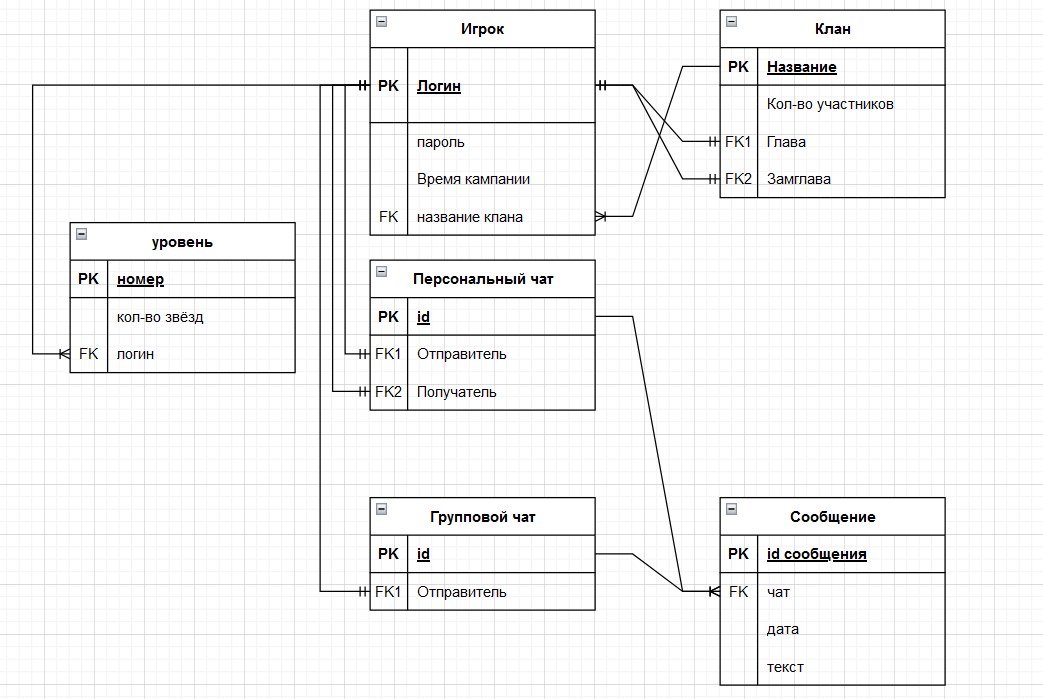 Игрок
PK Логин
пароль
Время кампании
FK название клана
Клан
PK Название
Кол-во участников
FK1 Глава
FK2 Замглава
уровень
PK номер
кол-во звёзд
FK логин
Персональный чат
PK id
FK1 Отправитель
FK2 Получатель
Групповой чат
PK id
FK1 Отправитель
Сообщение
PK id сообщения
FK чат
дата
текст